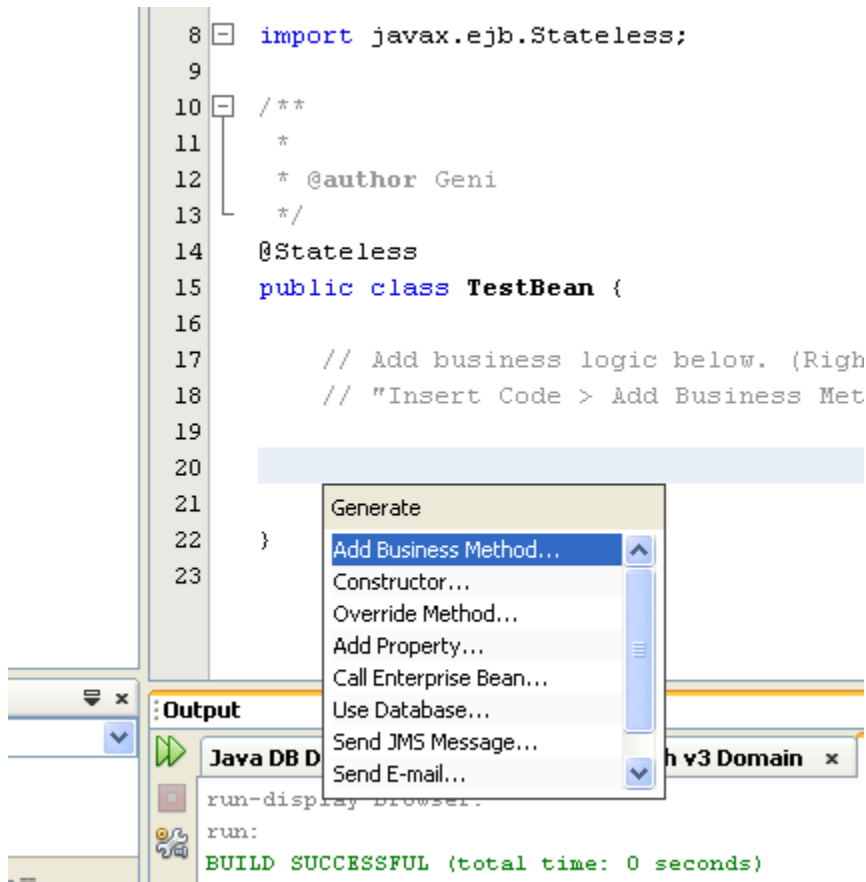 8 import javax.ejb.Stateless;
9
10 /**
11 *
12 * @author Geni
13 */
14 @Stateless
15 public class TestBean {
16
17 // Add business logic below. (Righ
18 // "Insert Code > Add Business Met
19
20
21
22 }
23
Generate
Add Business Method...
Constructor...
Override Method...
Add Property...
Call Enterprise Bean...
Use Database...
Send JMS Message...
Send E-mail...
Output
Java DB D h v3 Domain x
run-display-browser:
run:
BUILD SUCCESSFUL (total time: 0 seconds)